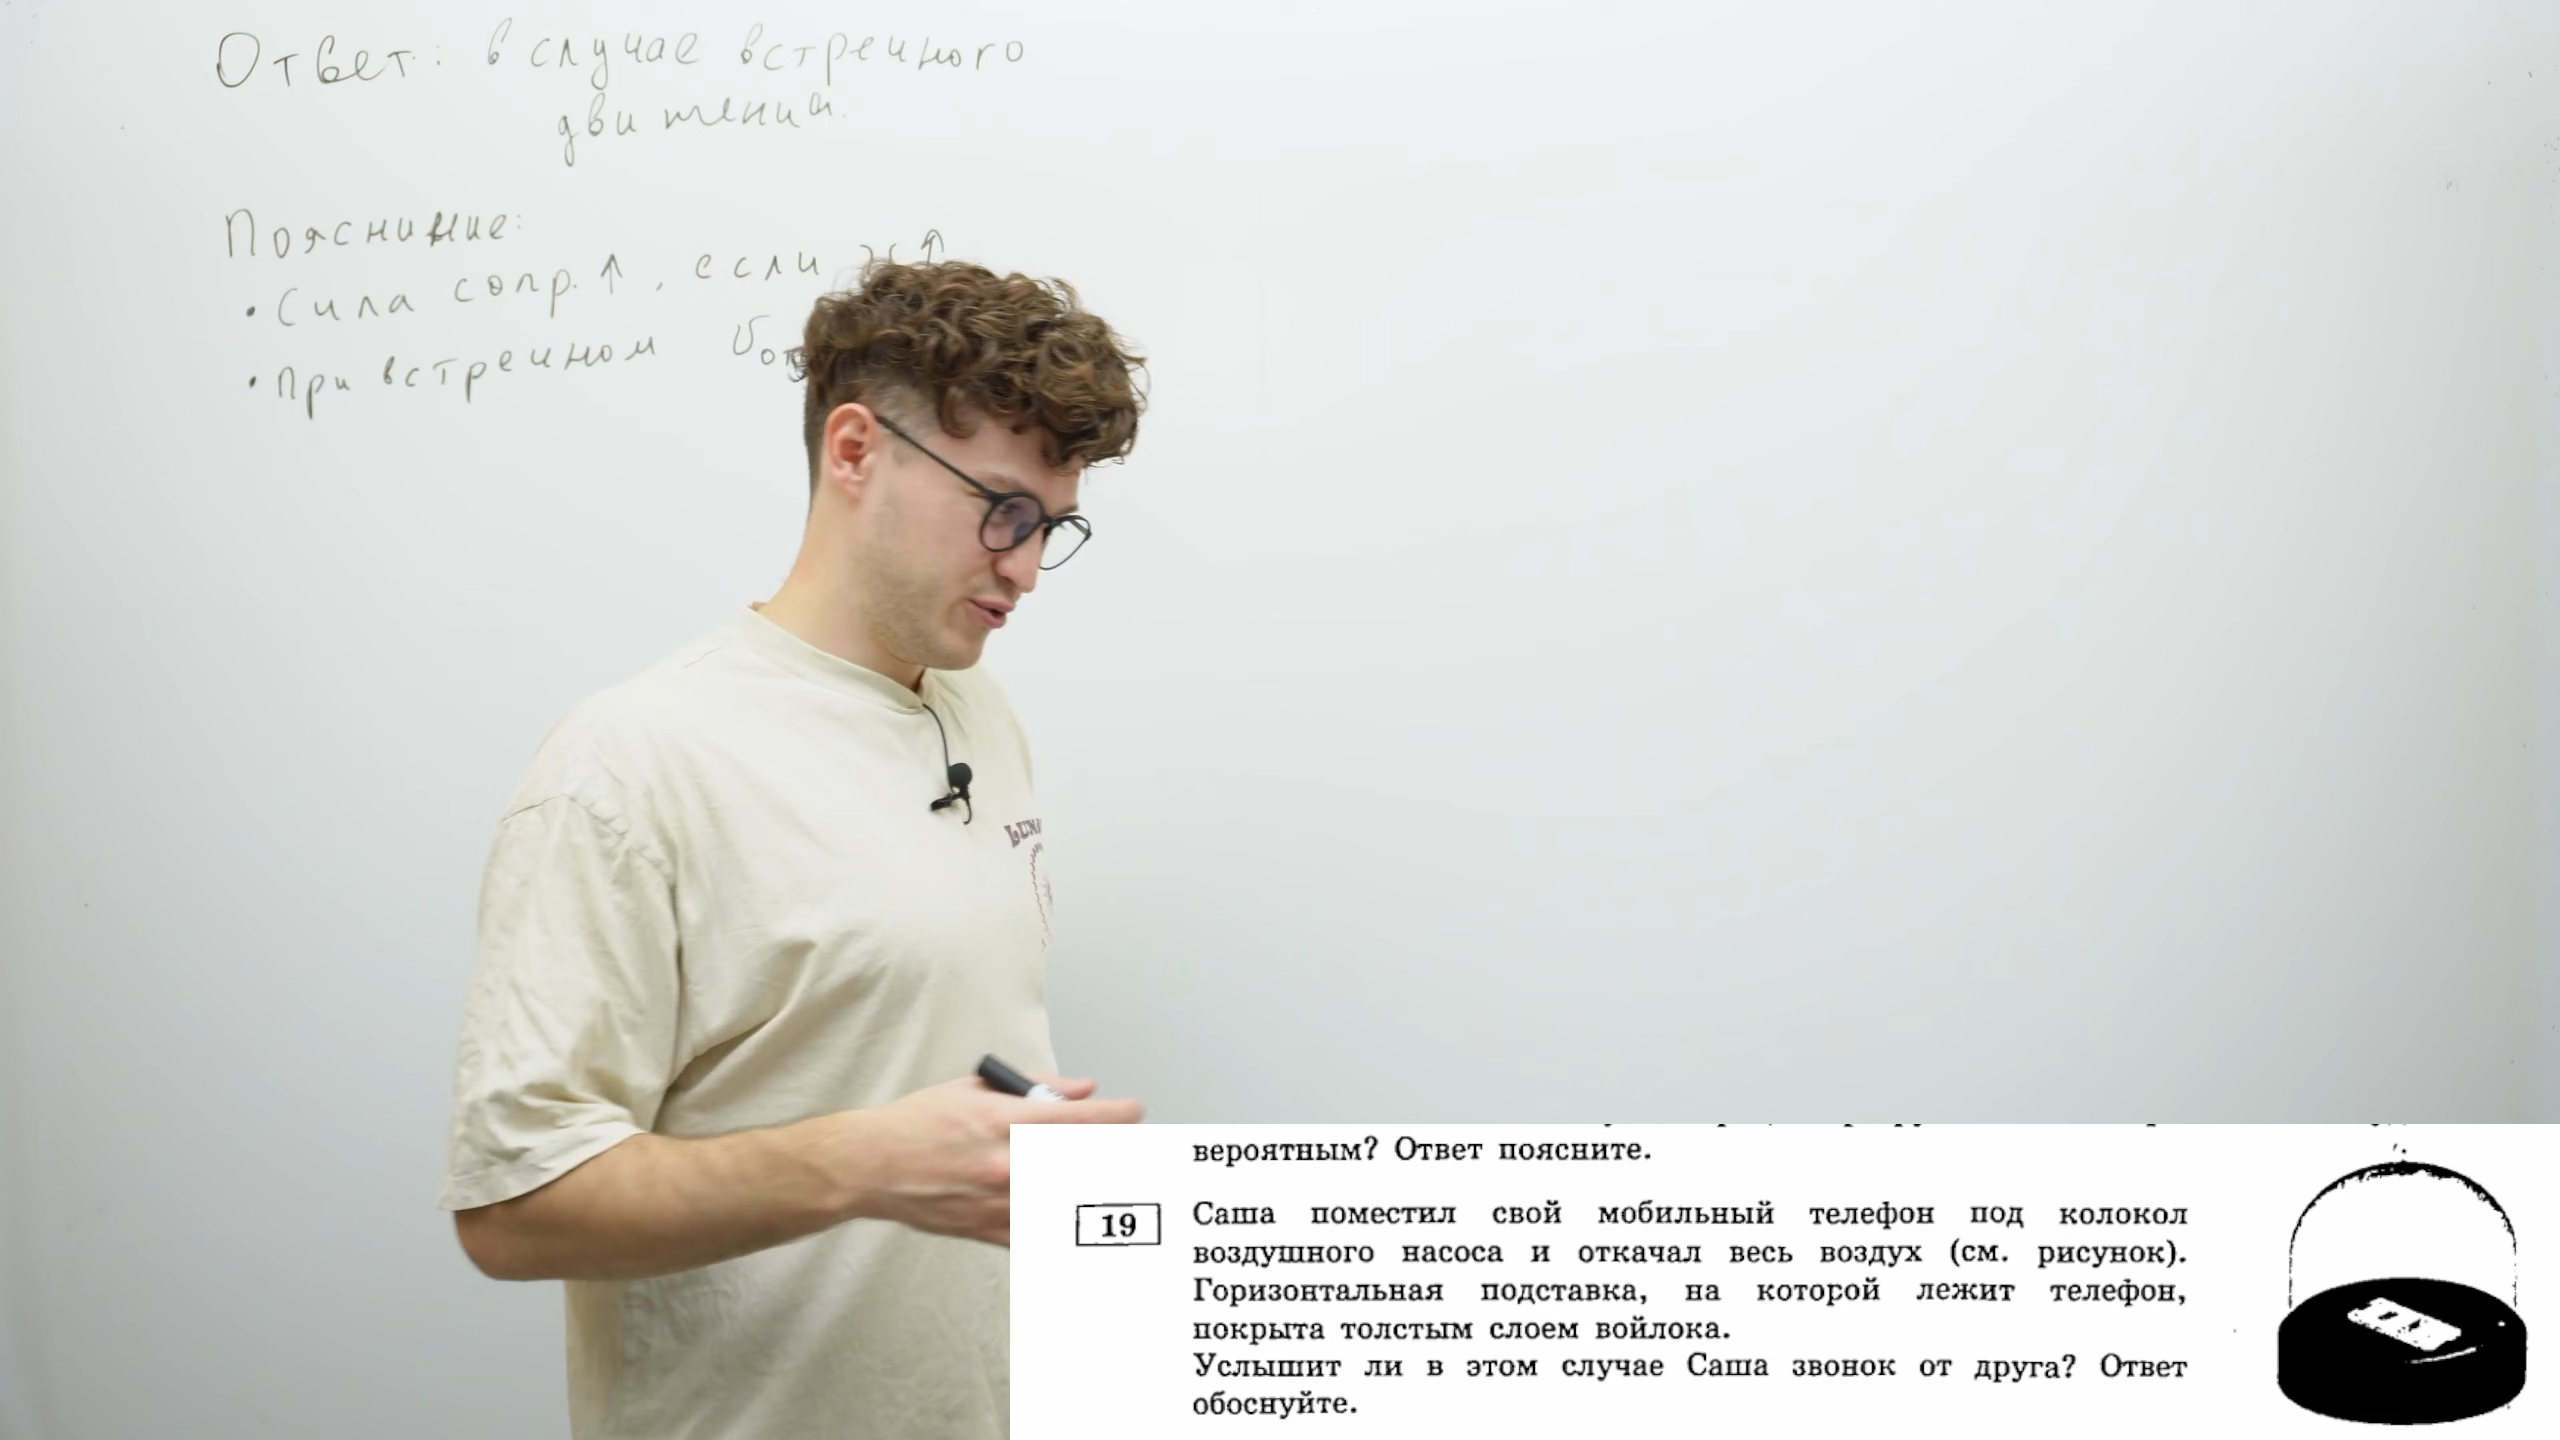 Ответ: в случае встречного
движения.
Пояснение:
• Сила сопр. ↑, если
• При встречном
вероятным? Ответ поясните.
19
Саша поместил свой мобильный телефон под колокол
воздушного насоса и откачал весь воздух (см. рисунок).
Горизонтальная подставка, на которой лежит телефон,
покрыта толстым слоем войлока.
Услышит ли в этом случае Саша звонок от друга? Ответ
обоснуйте.